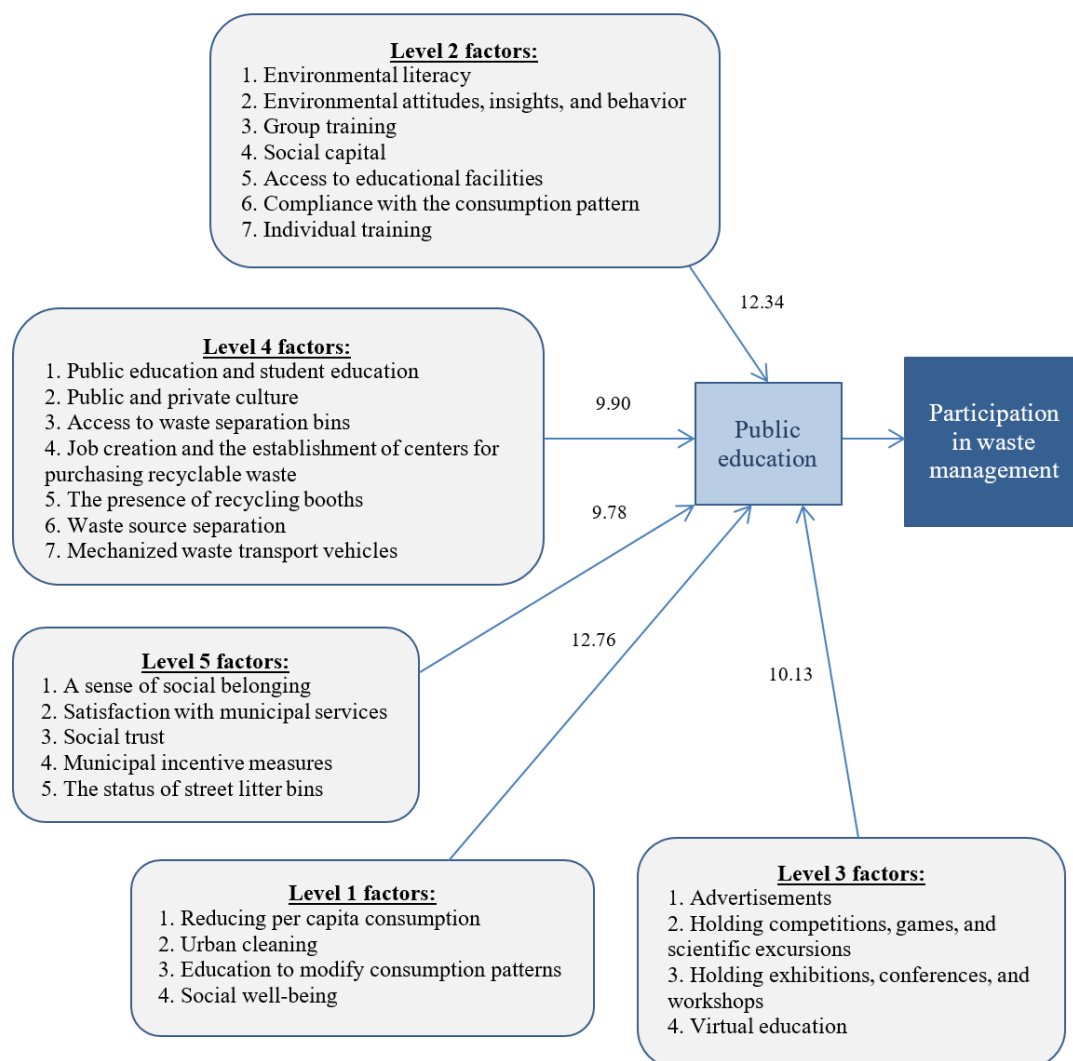 Level 2 factors:
1. Environmental literacy
2. Environmental attitudes, insights, and behavior
3. Group training
4. Social capital
5. Access to educational facilities
6. Compliance with the consumption pattern
7. Individual training
12.34
Level 4 factors:
1. Public education and student education
2. Public and private culture
3. Access to waste separation bins
4. Job creation and the establishment of centers for
purchasing recyclable waste
5. The presence of recycling booths
6. Waste source separation
7. Mechanized waste transport vehicles
9.90
Public
education
Participation
in waste
management
9.78
Level 5 factors:
1. A sense of social belonging
2. Satisfaction with municipal services
3. Social trust
4. Municipal incentive measures
5. The status of street litter bins
12.76
10.13
Level 1 factors:
1. Reducing per capita consumption
2. Urban cleaning
3. Education to modify consumption patterns
4. Social well-being
Level 3 factors:
1. Advertisements
2. Holding competitions, games, and
scientific excursions
3. Holding exhibitions, conferences, and
workshops
4. Virtual education